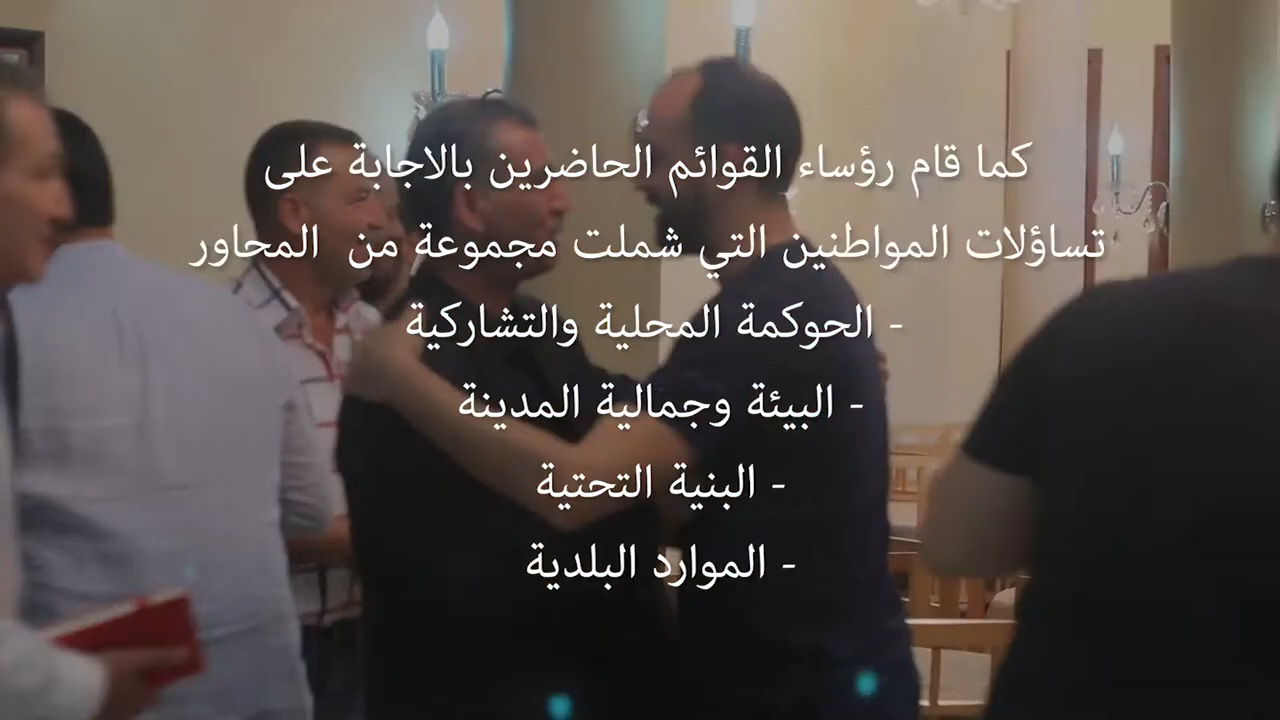 كما قام رؤساء القوائم الحاضرين بالاجابة على
تساؤلات المواطنين التي شملت مجموعة من المحاور
- الحوكمة المحلية والتشاركية
- البيئة وجمالية المدينة
- البنية التحتية
- الموارد البلدية